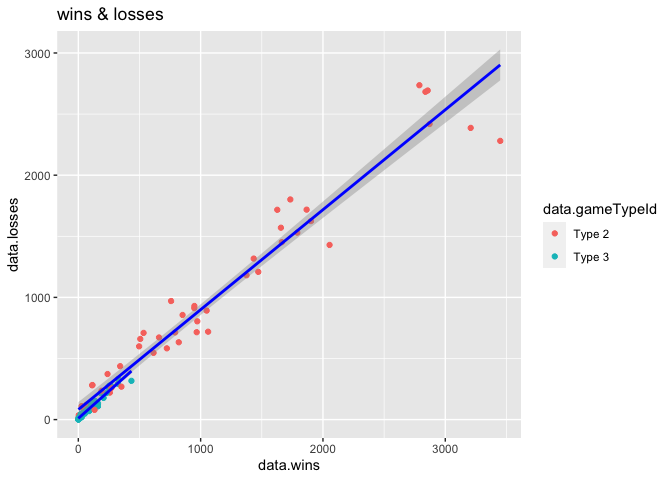 wins & losses
3000
2000
1000
0
data.losses
0
1000
2000
3000
data.wins
data.gameTypeId
Type 2
Type 3